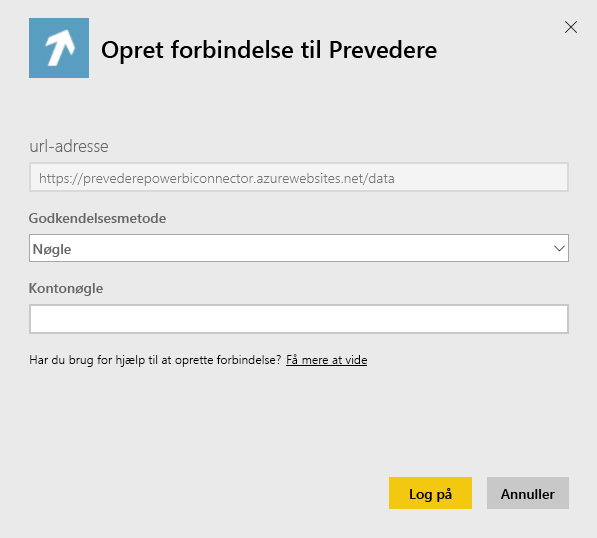 Opret forbindelse til Prevedere
url-adresse
https://prevederepowerbiconnector.azurewebsites.net/data
Godkendelsesmetode
Nøgle
Kontonøgle
Har du brug for hjælp til at oprette forbindelse? Få mere at vide
Log på Annuller